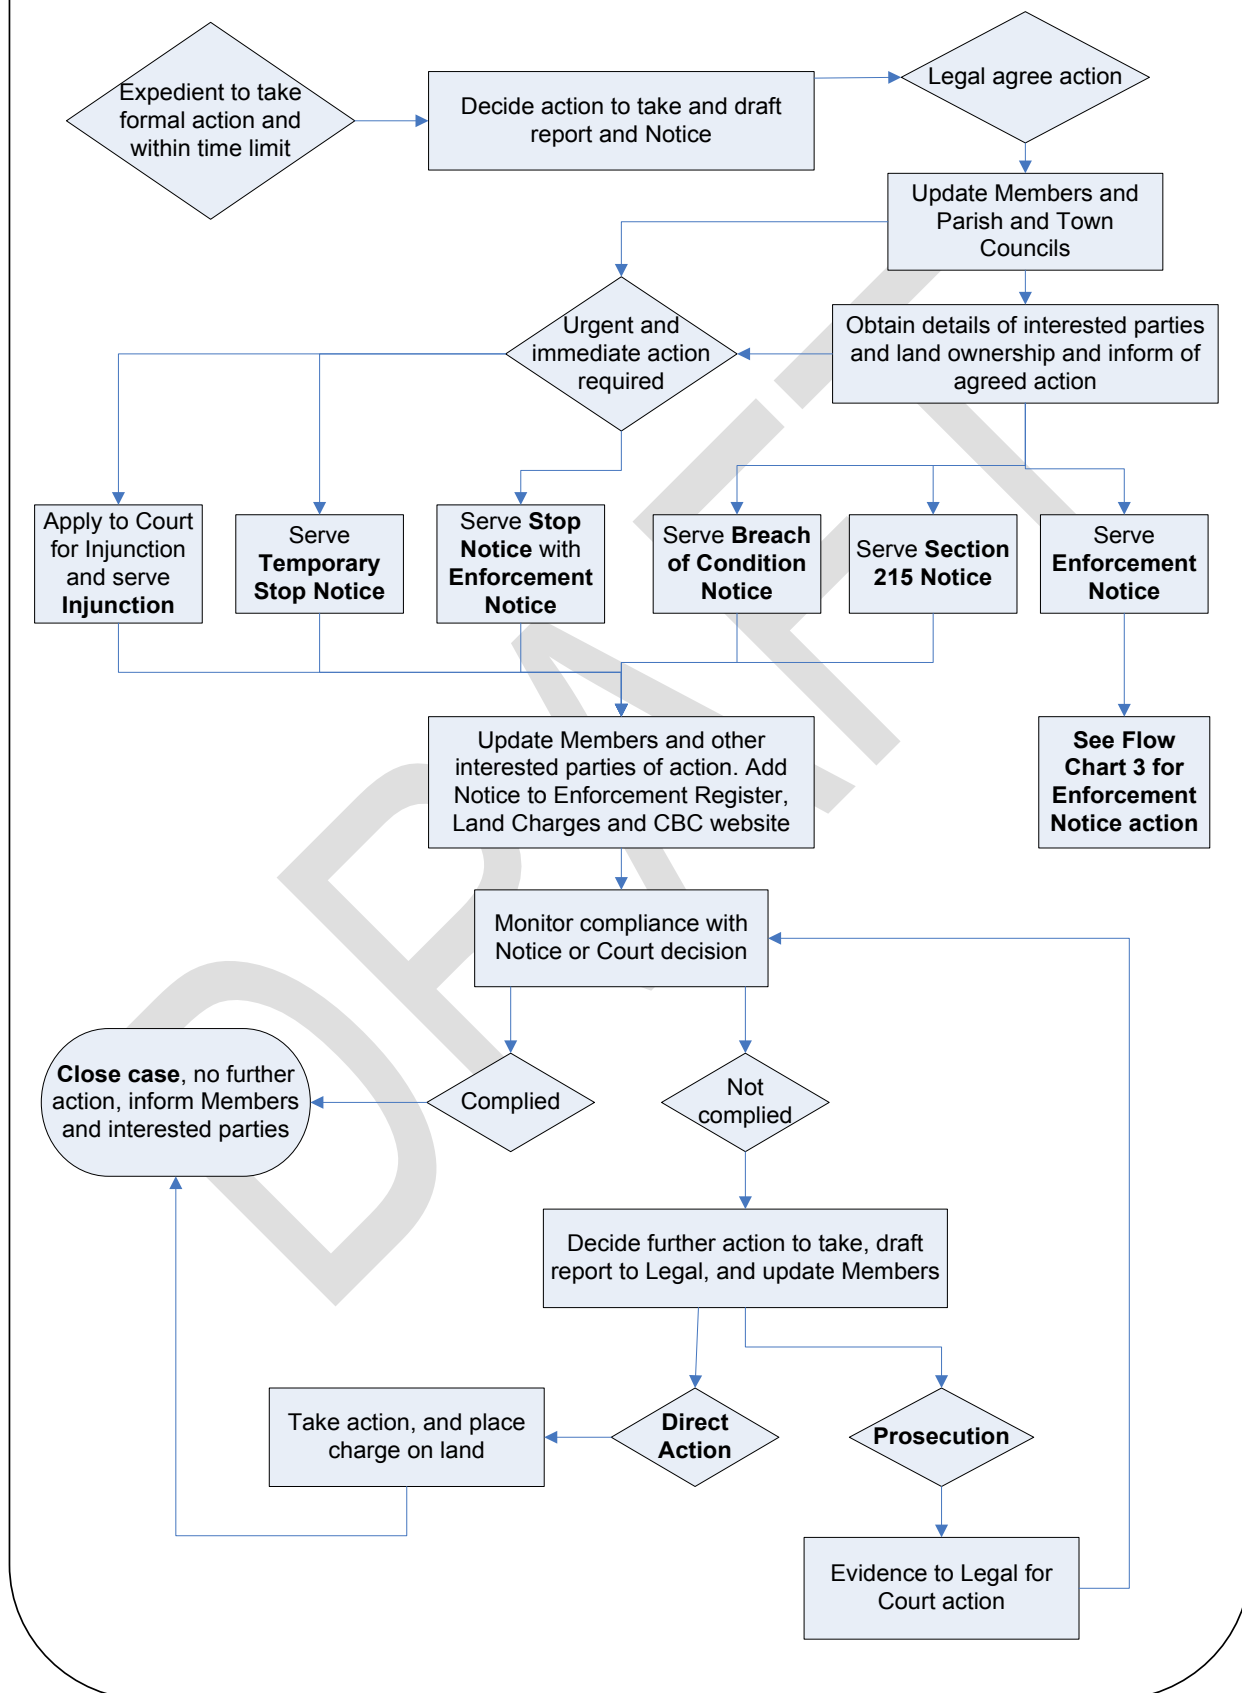 Expedient to take
formal action and
within time limit
Decide action to take and draft
report and Notice
Legal agree action
Update Members and
Parish and Town
Councils
Urgent and
immediate action
required
Obtain details of interested parties
and land ownership and inform of
agreed action
Apply to Court
for Injunction
and serve
Injunction
Serve
Temporary
Stop Notice
Serve Stop
Notice with
Enforcement
Notice
Serve Breach
of Condition
Notice
Serve Section
215 Notice
Serve
Enforcement
Notice
Update Members and other
interested parties of action. Add
Notice to Enforcement Register,
Land Charges and CBC website
See Flow
Chart 3 for
Enforcement
Notice action
Monitor compliance with
Notice or Court decision
Close case, no further
action, inform Members
and interested parties
Complied
Not
complied
Decide further action to take, draft
report to Legal, and update Members
Take action, and place
charge on land
Direct
Action
Prosecution
Evidence to Legal for
Court action
DRAFT